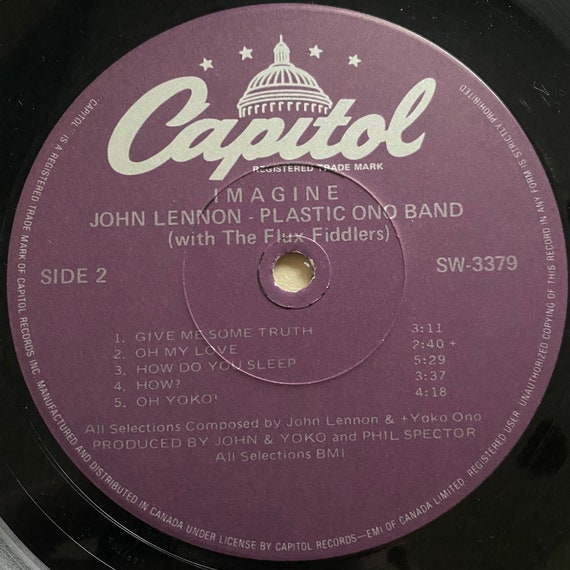 Capitol
REGISTERED TRADE MARK
IMAGINE
JOHN LENNON - PLASTIC ONO BAND
(with The Flux Fiddlers)
SIDE 2
SW-3379
1. GIVE ME SOME TRUTH 3:11
2. OH MY LOVE 2:40 +
3. HOW DO YOU SLEEP 5:29
4. HOW? 3:37
5. OH YOKO! 4:18
All Selections Composed by John Lennon & +Yoko Ono
PRODUCED BY JOHN & YOKO and PHIL SPECTOR
All Selections BMI
CAPITOL IS A REGISTERED TRADE MARK OF CAPITOL RECORDS INC. MANUFACTURED AND DISTRIBUTED IN CANADA UNDER LICENSE BY CAPITOL RECORDS—EMI OF CANADA LIMITED. REGISTERED USER. UNAUTHORIZED COPYING OF THIS RECORD IN ANY FORM IS STRICTLY PROHIBITED